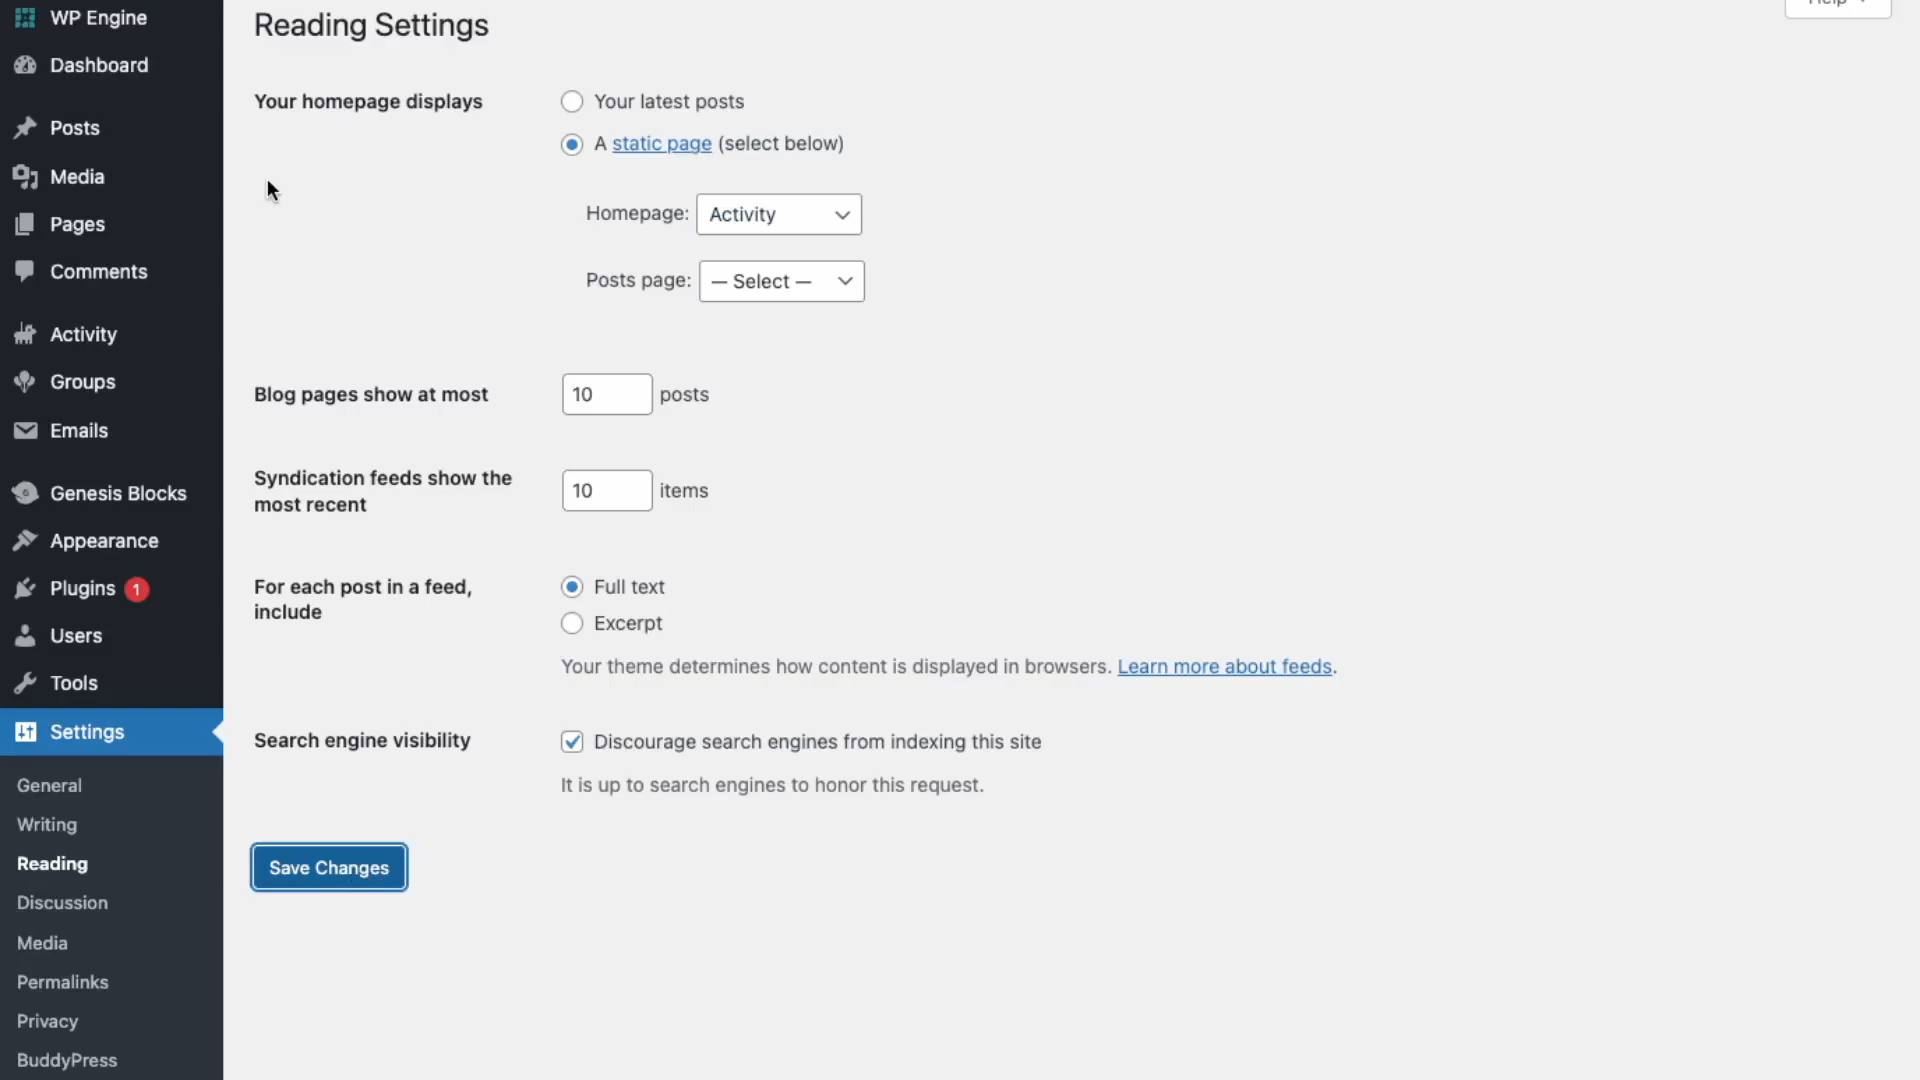 WP Engine
Dashboard
Posts
Media
Pages
Comments
Activity
Groups
Emails
Genesis Blocks
Appearance
Plugins 1
Users
Tools
Settings
General
Writing
Reading
Discussion
Media
Permalinks
Privacy
BuddyPress
Help
Reading Settings
Your homepage displays
Your latest posts
A static page (select below)
Homepage: Activity
Posts page: — Select —
Blog pages show at most 10 posts
Syndication feeds show the
most recent
10 items
For each post in a feed,
include
Full text
Excerpt
Your theme determines how content is displayed in browsers. Learn more about feeds.
Search engine visibility
Discourage search engines from indexing this site
It is up to search engines to honor this request.
Save Changes